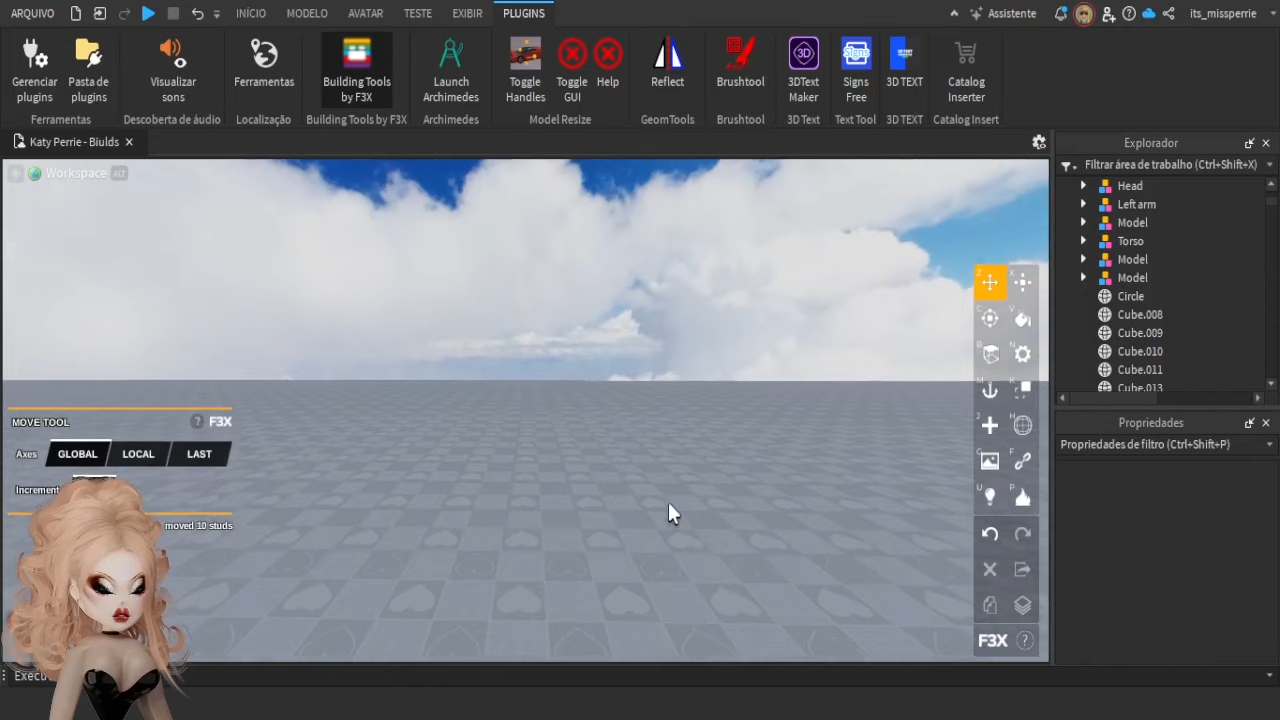 ARQUIVO INÍCIO MODELO AVATAR TESTE EXIBIR PLUGINS Assistente its_missperrie
Gerenciar plugins
Pasta de plugins
Visualizar sons
Ferramentas
Building Tools by F3X
Launch Archimedes
Toggle Handles
Toggle GUI
Help
Reflect
Brushtool
3DText Maker
Signs Free
3D TEXT
Catalog Inserter
Ferramentas Descoberta de áudio Localização Building Tools by F3X Archimedes Model Resize GeomTools Brushtool 3D Text Text Tool 3D TEXT Catalog Insert
Katy Perrie - Biulds
Workspace ALT
Explorador
Filtrar área de trabalho (Ctrl+Shift+X)
Head
Left arm
Model
Torso
Model
Model
Circle
Cube.008
Cube.009
Cube.010
Cube.011
Cube.013
Propriedades
Propriedades de filtro (Ctrl+Shift+P)
MOVE TOOL ? F3X
Axes GLOBAL LOCAL LAST
Increment
moved 10 studs
Z X
C V
B N
M K
J H
G F
U P
F3X ?
Execu